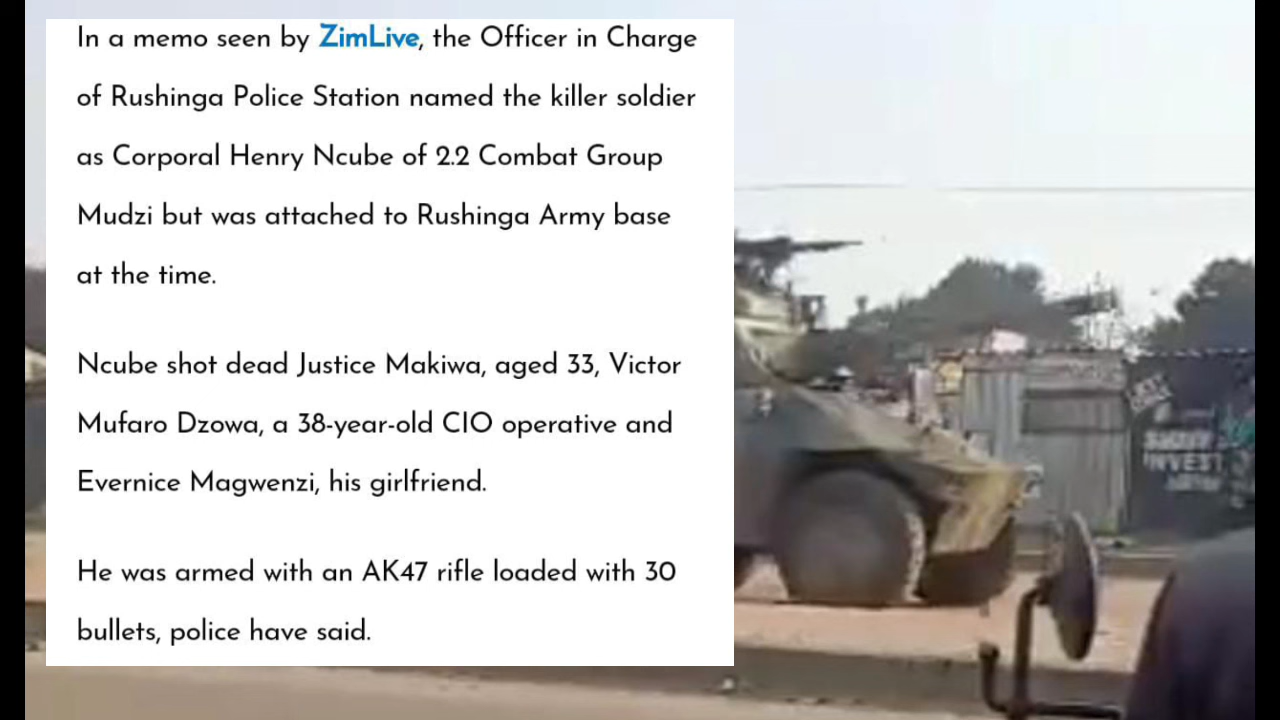 In a memo seen by ZimLive, the Officer in Charge
of Rushinga Police Station named the killer soldier
as Corporal Henry Ncube of 2.2 Combat Group
Mudzi but was attached to Rushinga Army base
at the time.
Ncube shot dead Justice Makiwa, aged 33, Victor
Mufaro Dzowa, a 38-year-old CIO operative and
Evernice Magwenzi, his girlfriend.
He was armed with an AK47 rifle loaded with 30
bullets, police have said.
INVEST